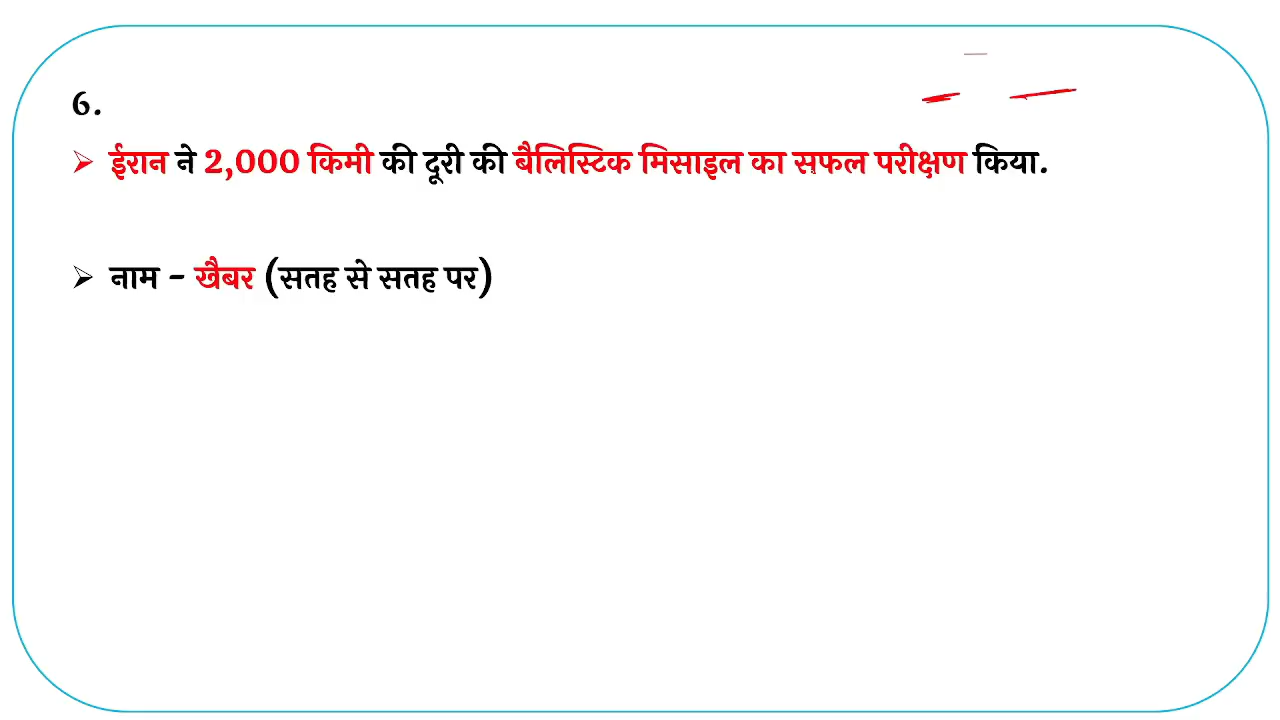 6.
➢ ईरान ने 2,000 किमी की दूरी की बैलिस्टिक मिसाइल का सफल परीक्षण किया.
➢ नाम - खैबर (सतह से सतह पर)